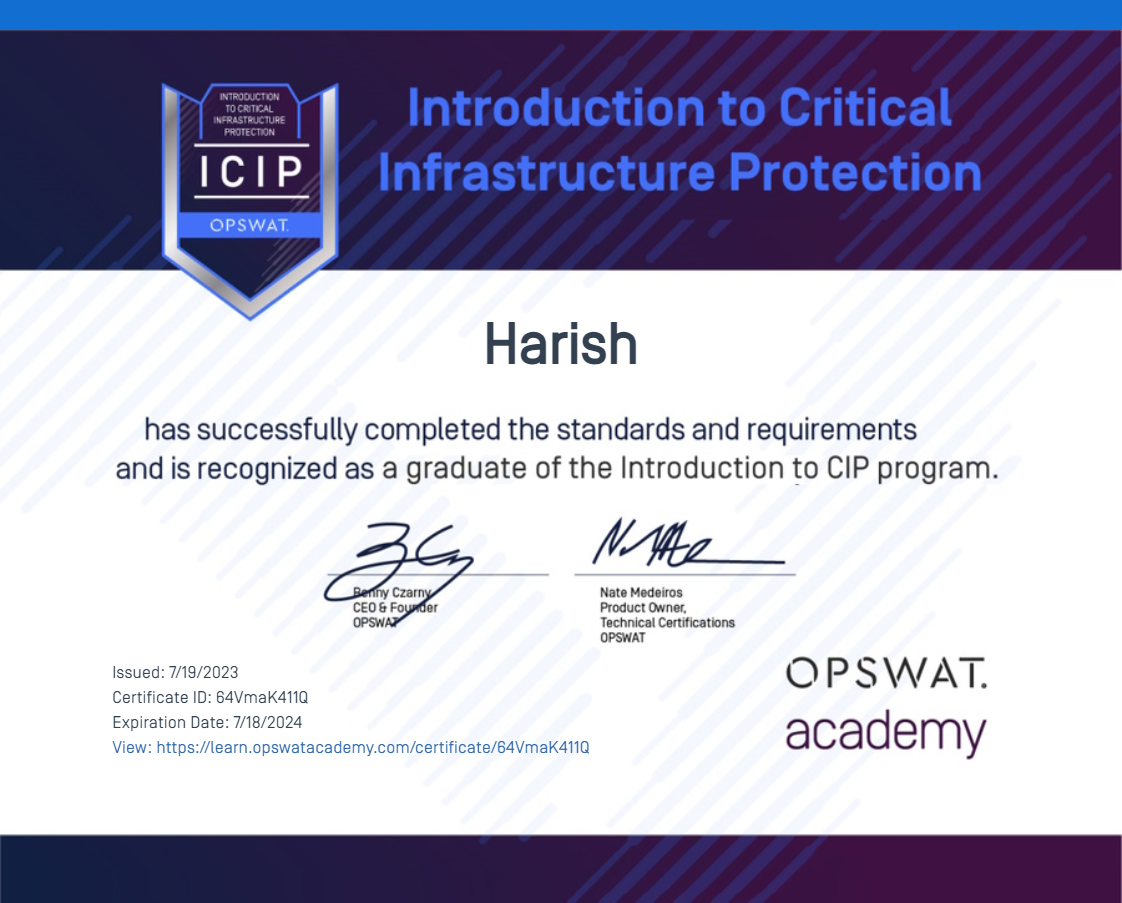 INTRODUCTION
TO CRITICAL
INFRASTRUCTURE
PROTECTION
ICIP
OPSWAT.
Introduction to Critical
Infrastructure Protection
Harish
has successfully completed the standards and requirements
and is recognized as a graduate of the Introduction to CIP program.
Benny Czarny
CEO & Founder
OPSWAT
Nate Medeiros
Product Owner,
Technical Certifications
OPSWAT
Issued: 7/19/2023
Certificate ID: 64VmaK411Q
Expiration Date: 7/18/2024
View: https://learn.opswatacademy.com/certificate/64VmaK411Q
OPSWAT.
academy